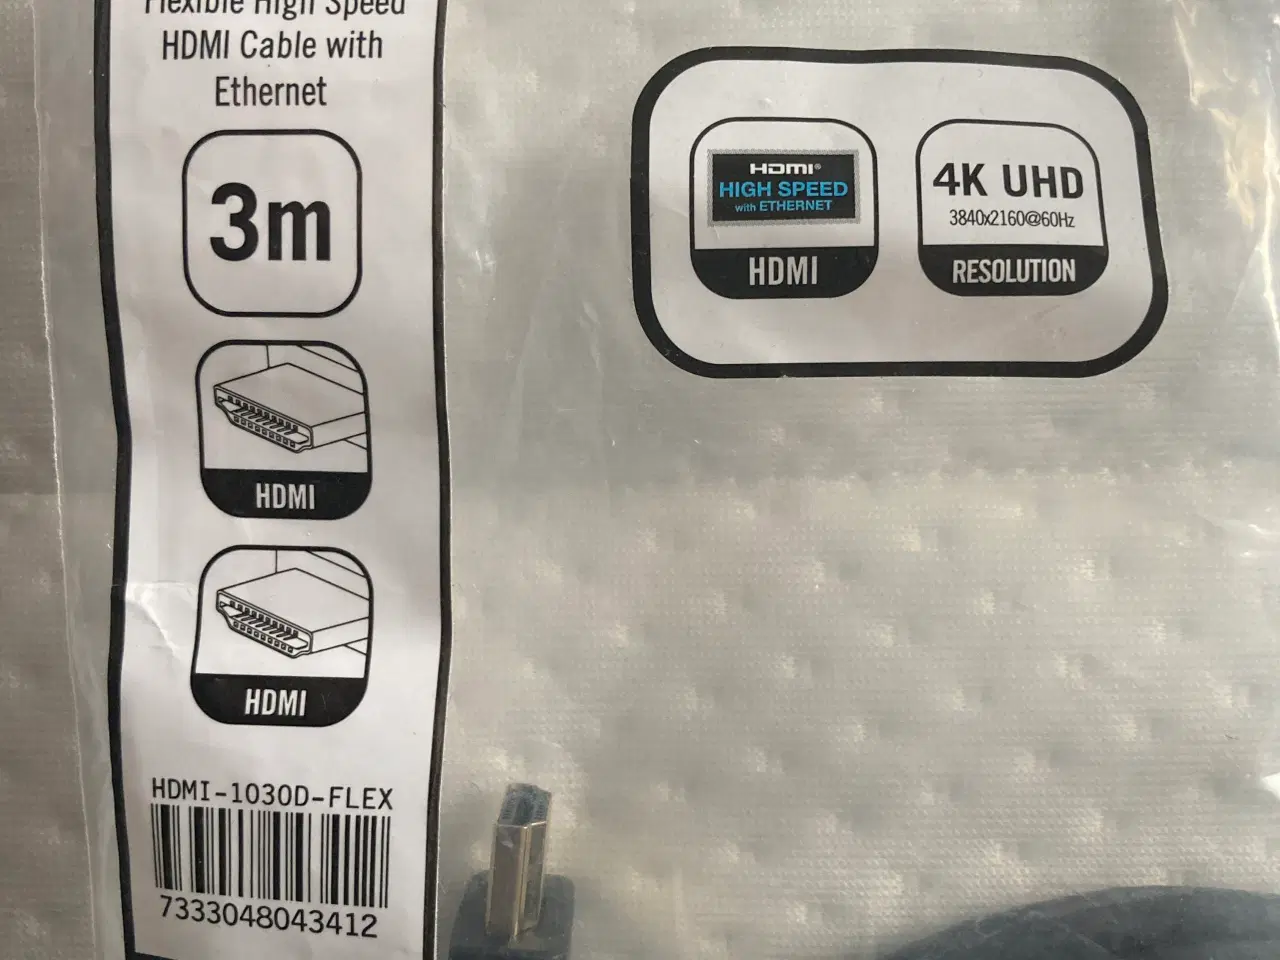 Flexible High Speed
HDMI Cable with
Ethernet
3m
HDMI
HDMI
HDMI-1030D-FLEX
7333048043412
HDMI®
HIGH SPEED
with ETHERNET
HDMI
4K UHD
3840x2160@60Hz
RESOLUTION